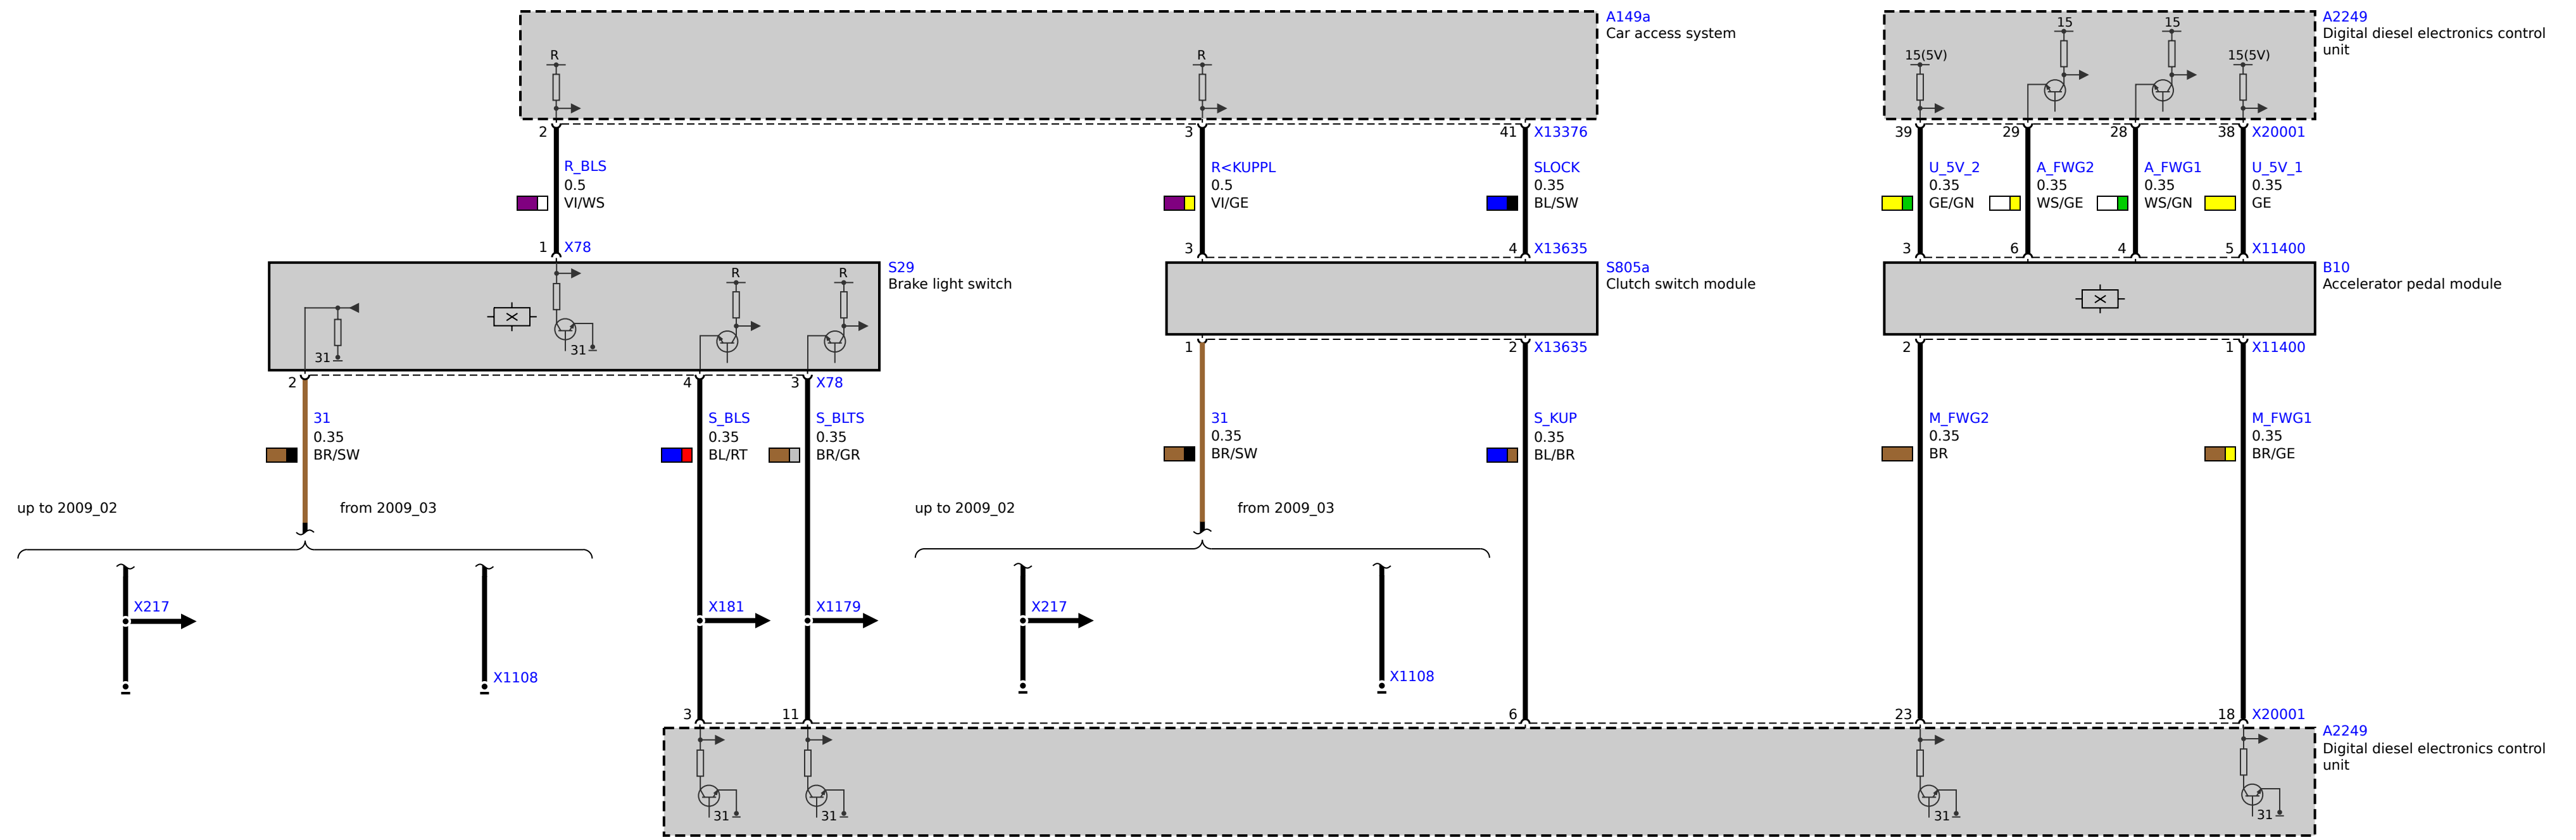 A149a
Car access system
A2249
Digital diesel electronics control
unit
R
R
15(5V)
15
15
15(5V)
2
3
41
X13376
39
29
28
38
X20001
R_BLS
0.5
VI/WS
R<KUPPL
0.5
VI/GE
SLOCK
0.35
BL/SW
U_5V_2
0.35
GE/GN
A_FWG2
0.35
WS/GE
A_FWG1
0.35
WS/GN
U_5V_1
0.35
GE
1
X78
3
4
X13635
3
6
4
5
X11400
S29
Brake light switch
S805a
Clutch switch module
B10
Accelerator pedal module
R
R
X
X
31
31
2
4
3
X78
1
2
X13635
2
1
X11400
31
0.35
BR/SW
S_BLS
0.35
BL/RT
S_BLTS
0.35
BR/GR
31
0.35
BR/SW
S_KUP
0.35
BL/BR
M_FWG2
0.35
BR
M_FWG1
0.35
BR/GE
up to 2009_02
from 2009_03
up to 2009_02
from 2009_03
X217
X181
X1179
X217
X1108
X1108
3
11
6
23
18
X20001
A2249
Digital diesel electronics control
unit
31
31
31
31